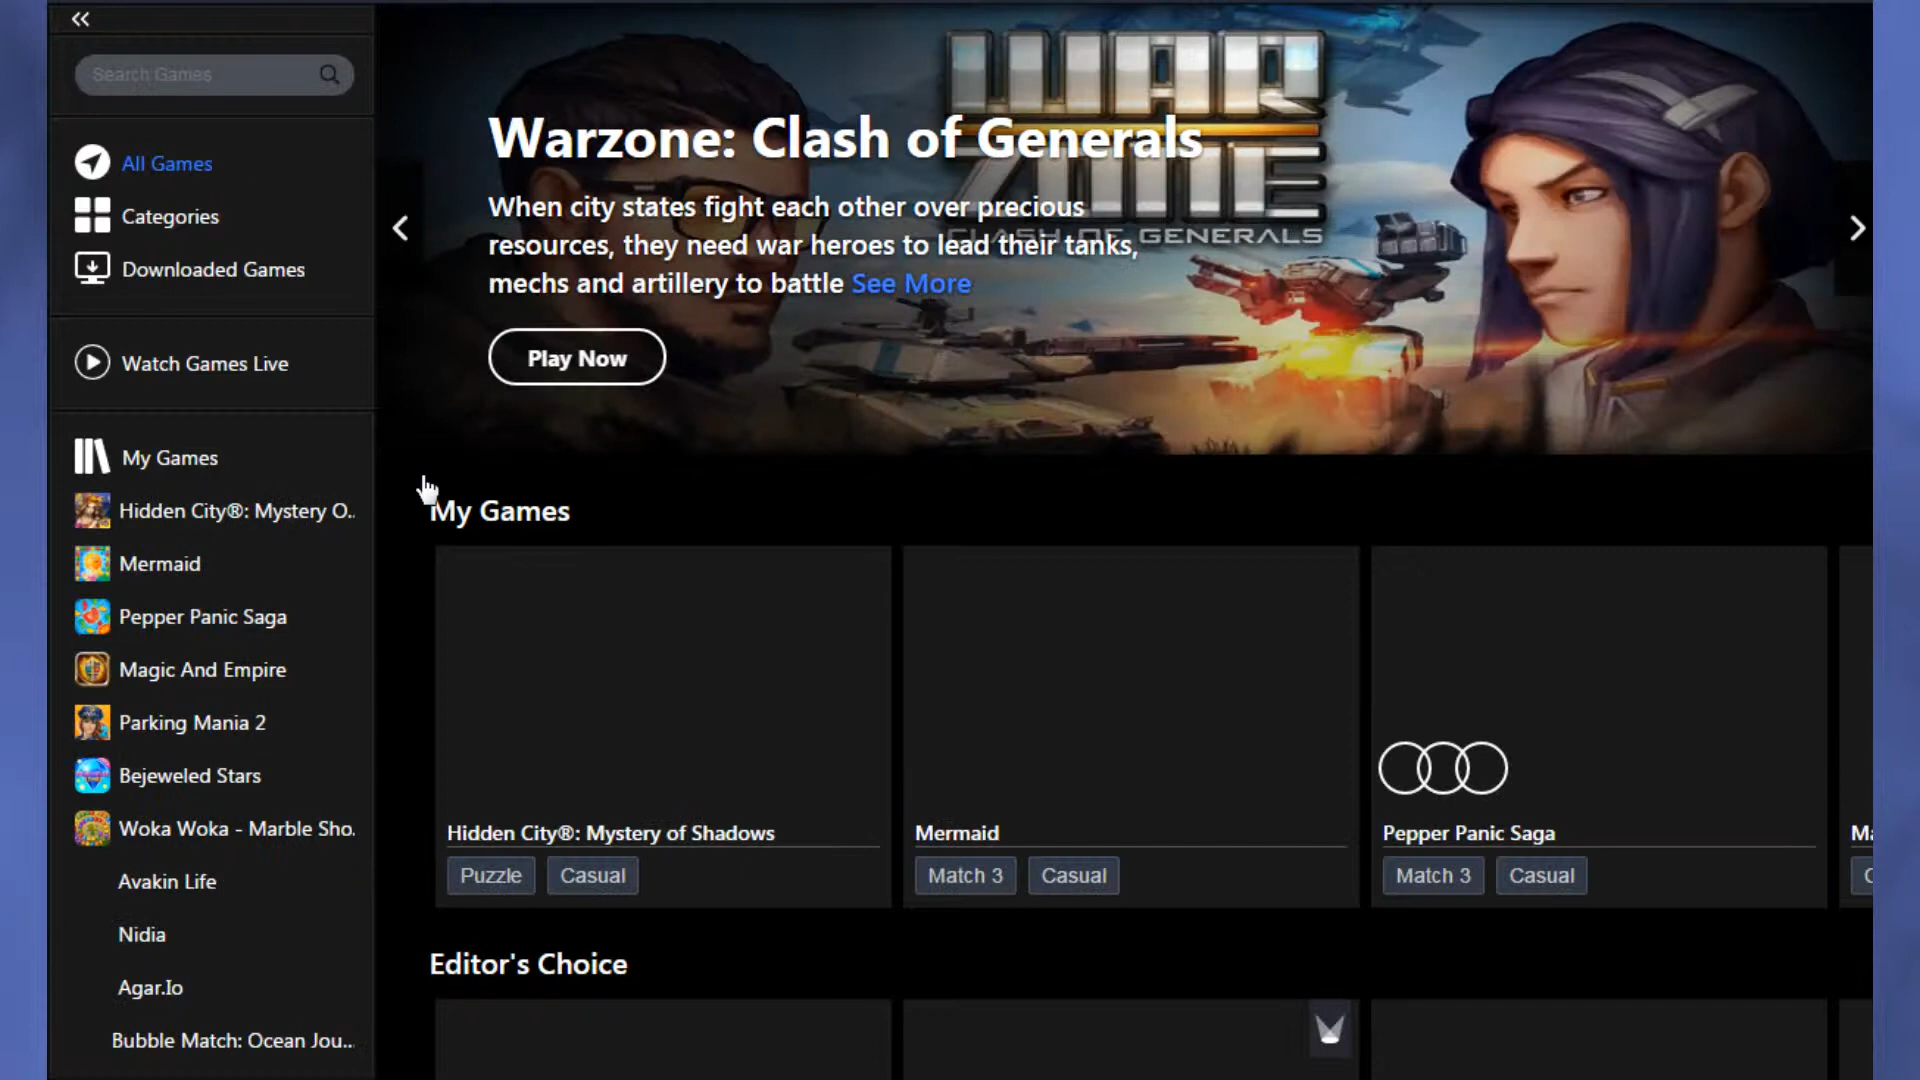 Search Games
All Games
Categories
Downloaded Games
Watch Games Live
My Games
Hidden City®: Mystery O..
Mermaid
Pepper Panic Saga
Magic And Empire
Parking Mania 2
Bejeweled Stars
Woka Woka - Marble Sho.
Avakin Life
Nidia
Agar.Io
Bubble Match: Ocean Jou...
WAR
ZONE
CLASH OF GENERALS
Warzone: Clash of Generals
When city states fight each other over precious
resources, they need war heroes to lead their tanks,
mechs and artillery to battle See More
Play Now
My Games
Hidden City®: Mystery of Shadows
Puzzle Casual
Mermaid
Match 3 Casual
Pepper Panic Saga
Match 3 Casual
Editor's Choice